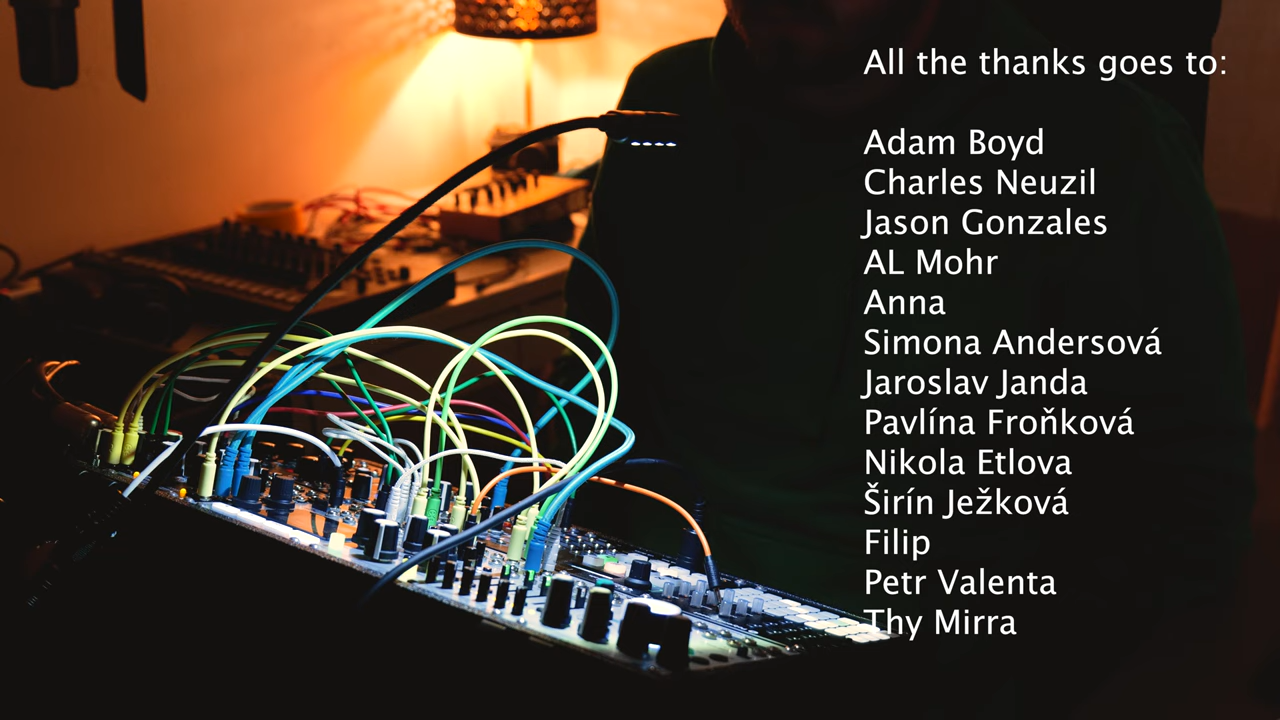 All the thanks goes to:
Adam Boyd
Charles Neuzil
Jason Gonzales
AL Mohr
Anna
Simona Andersová
Jaroslav Janda
Pavlína Froňková
Nikola Etlova
Širín Ježková
Filip
Petr Valenta
Thy Mirra